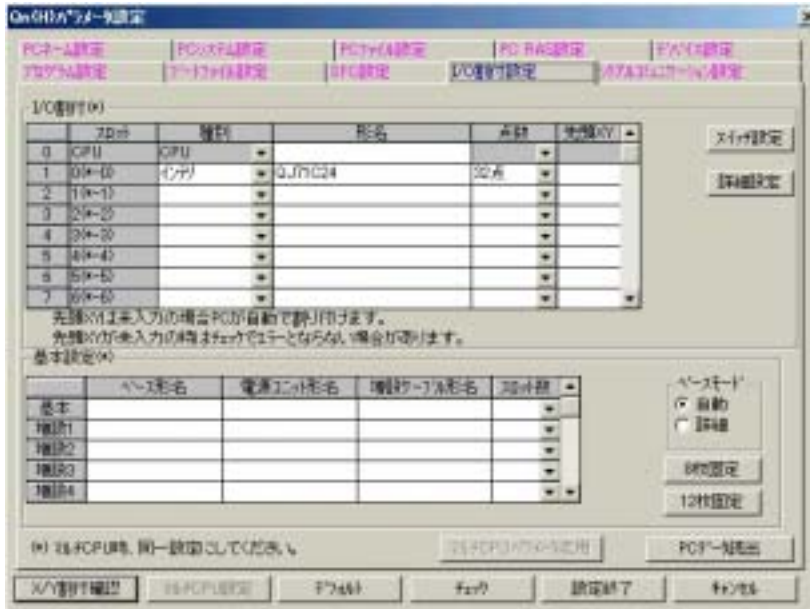 Qn(H)パラメータ設定
PCネーム設定 PCシステム設定 PCファイル設定 PC RAS設定 デバイス設定
プログラム設定 ブートファイル設定 SFC設定 I/O割付設定 シリアルコミュニケーション設定
I/O割付(*)
スロット 種別 形名 点数 先頭XY
0 CPU CPU
1 0(*-0) インテリ QJ71C24 32点
2 1(*-1)
3 2(*-2)
4 3(*-3)
5 4(*-4)
6 5(*-5)
7 6(*-6)
スイッチ設定
詳細設定
先頭XYは未入力の場合PCが自動で割り付けます。
先頭XYが未入力の時はチェックでエラーとならない場合があります。
基本設定(*)
ベース形名 電源ユニット形名 増設ケーブル形名 スロット数
基本
増設1
増設2
増設3
増設4
ベースモード
自動
詳細
8枚固定
12枚固定
(*) マルチCPU時、同一設定にしてください。
マルチCPUパラメータ流用 PCデータ読出
X/Y割付確認 マルチCPU設定 デフォルト チェック 設定終了 キャンセル